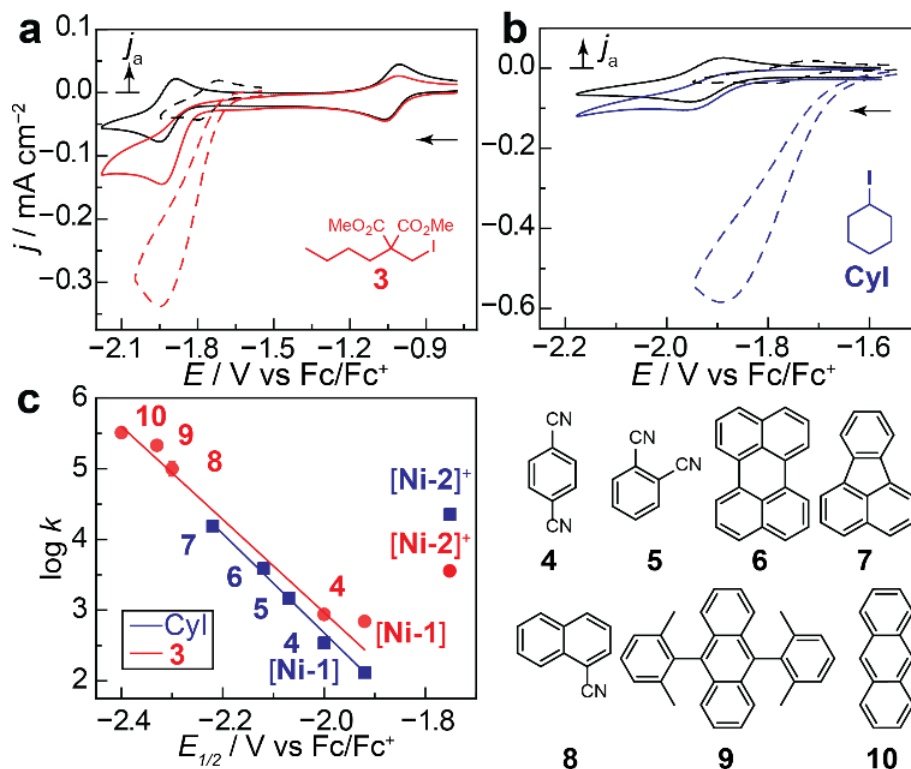 a
j a
0.1
0.0
−0.1
−0.2
−0.3
j / mA cm−2
MeO2C CO2Me
I
3
−2.1 −1.8 −1.5 −1.2 −0.9
E / V vs Fc/Fc+
b
j a
0.0
−0.2
−0.4
−0.6
I
CyI
−2.2 −2.0 −1.8 −1.6
E / V vs Fc/Fc+
c
6
5
4
3
2
log k
10
9
8
7
6
5
4
4
[Ni-2]+
[Ni-2]+
[Ni-1]
[Ni-1]
CyI
3
−2.4 −2.2 −2.0 −1.8
E1/2 / V vs Fc/Fc+
CN
CN
4
CN
CN
5
6
7
CN
8
9
10